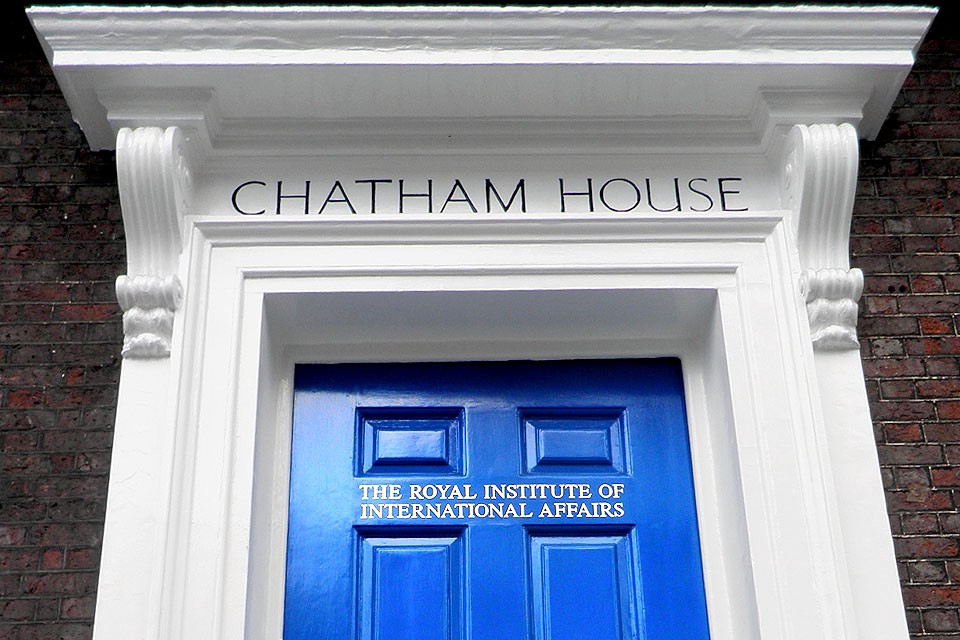 CHATHAM HOUSE
THE ROYAL INSTITUTE OF
INTERNATIONAL AFFAIRS